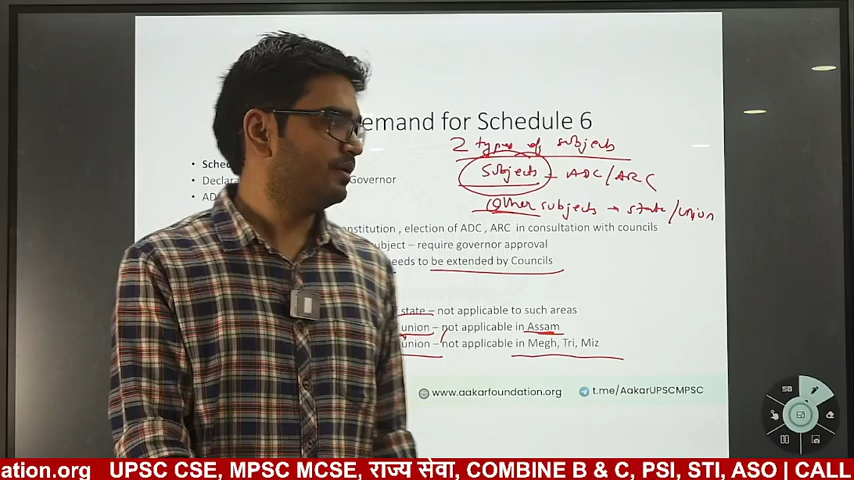 emand for Schedule 6
2 types of subjects
Sched
Subjects - ADC/ARC
Declara Governor
AD
Other subjects → state/union
onstitution , election of ADC , ARC in consultation with councils
ubject – require governor approval
eeds to be extended by Councils
state – not applicable to such areas
union – not applicable in Assam
union – not applicable in Megh, Tri, Miz
www.aakarfoundation.org t.me/AakarUPSCMPSC
SB
ation.org UPSC CSE, MPSC MCSE, राज्य सेवा, COMBINE B & C, PSI, STI, ASO | CALL